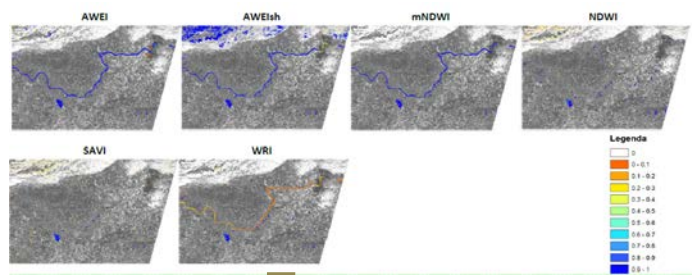 AWEI
AWEIsh
mNDWI
NDWI
SAVI
WRI
Legenda
0
0 - 0.1
0.1 - 0.2
0.2 - 0.3
0.3 - 0.4
0.4 - 0.5
0.5 - 0.6
0.6 - 0.7
0.7 - 0.8
0.8 - 0.9
0.9 - 1